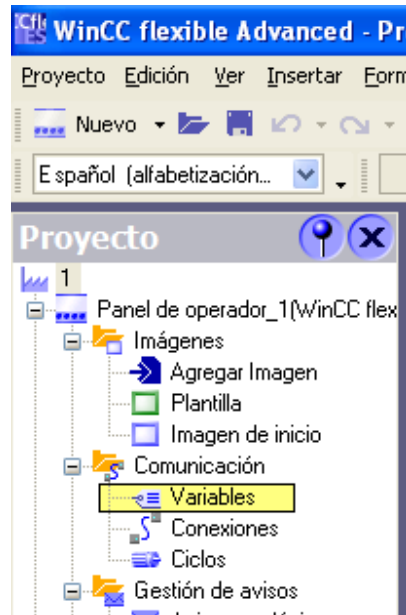 WinCC flexible Advanced - Pr
Proyecto Edición Ver Insertar Form
Nuevo
Español (alfabetización...
Proyecto
1
Panel de operador_1(WinCC flex
Imágenes
Agregar Imagen
Plantilla
Imagen de inicio
Comunicación
Variables
Conexiones
Ciclos
Gestión de avisos